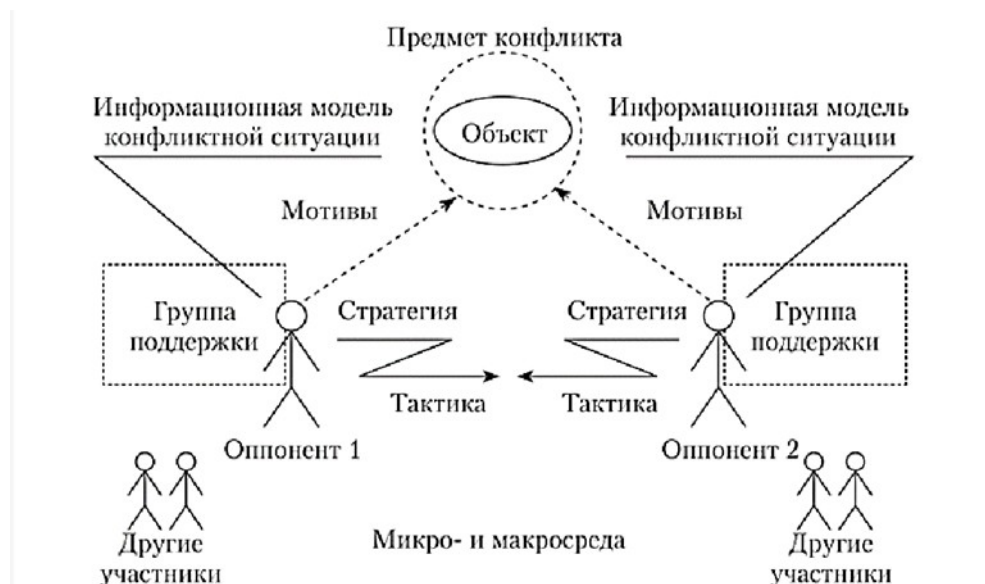 Предмет конфликта
Информационная модель
конфликтной ситуации
Объект
Информационная модель
конфликтной ситуации
Мотивы
Мотивы
Группа
поддержки
Стратегия
Стратегия
Группа
поддержки
Тактика
Тактика
Оппонент 1
Оппонент 2
Другие
участники
Микро- и макросреда
Другие
участники